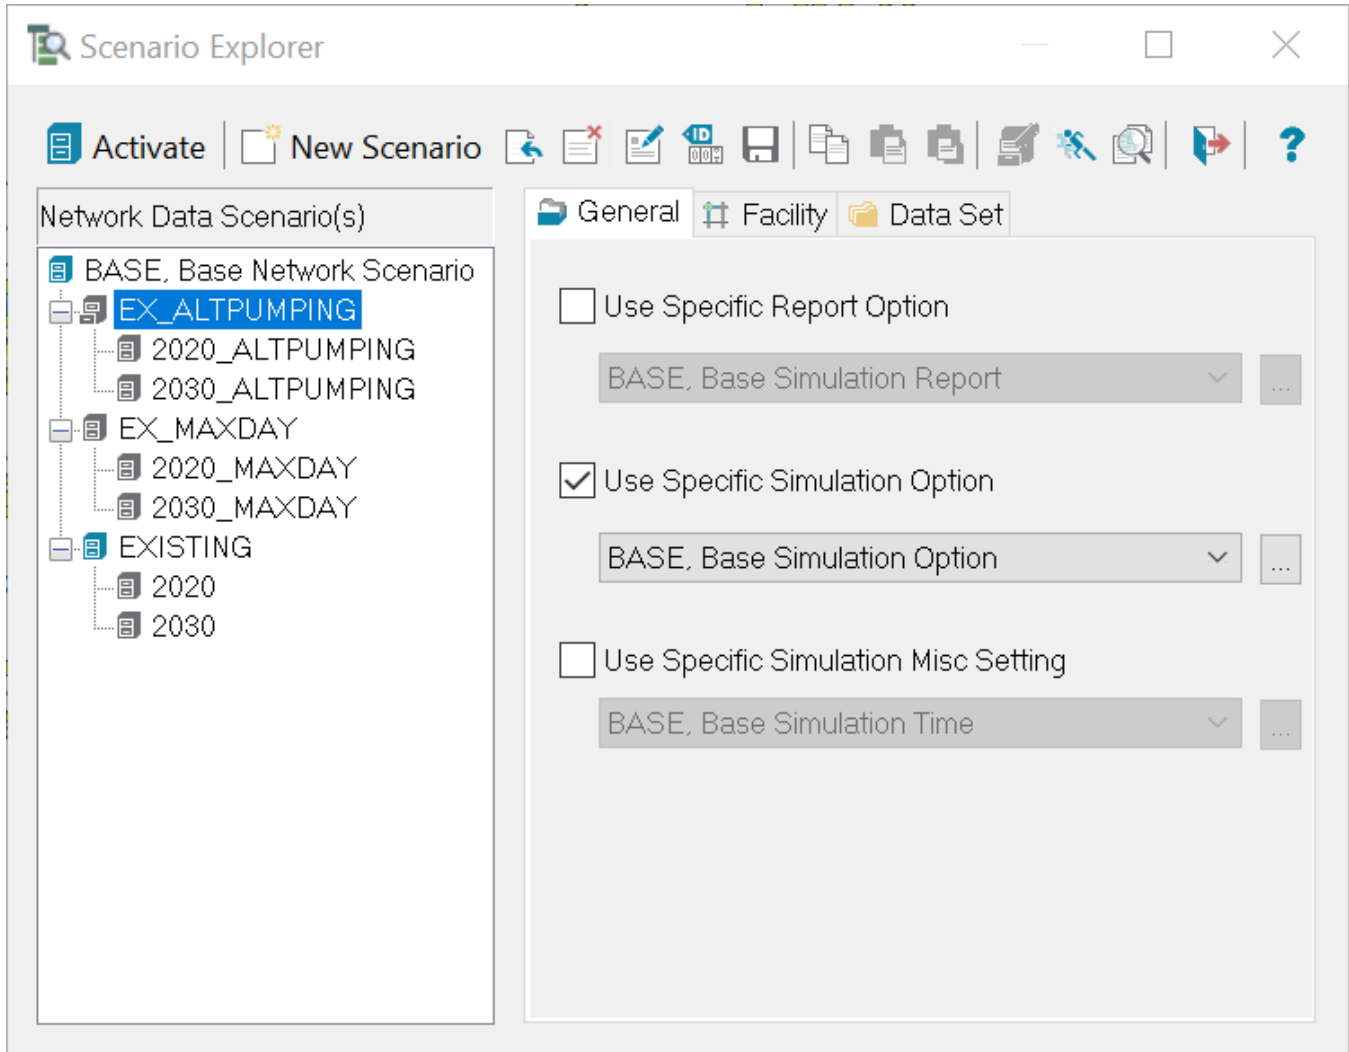 Scenario Explorer
Activate New Scenario ID ?
Network Data Scenario(s)
BASE, Base Network Scenario
EX_ALTPUMPING
2020_ALTPUMPING
2030_ALTPUMPING
EX_MAXDAY
2020_MAXDAY
2030_MAXDAY
EXISTING
2020
2030
General Facility Data Set
Use Specific Report Option
BASE, Base Simulation Report ...
Use Specific Simulation Option
BASE, Base Simulation Option ...
Use Specific Simulation Misc Setting
BASE, Base Simulation Time ...